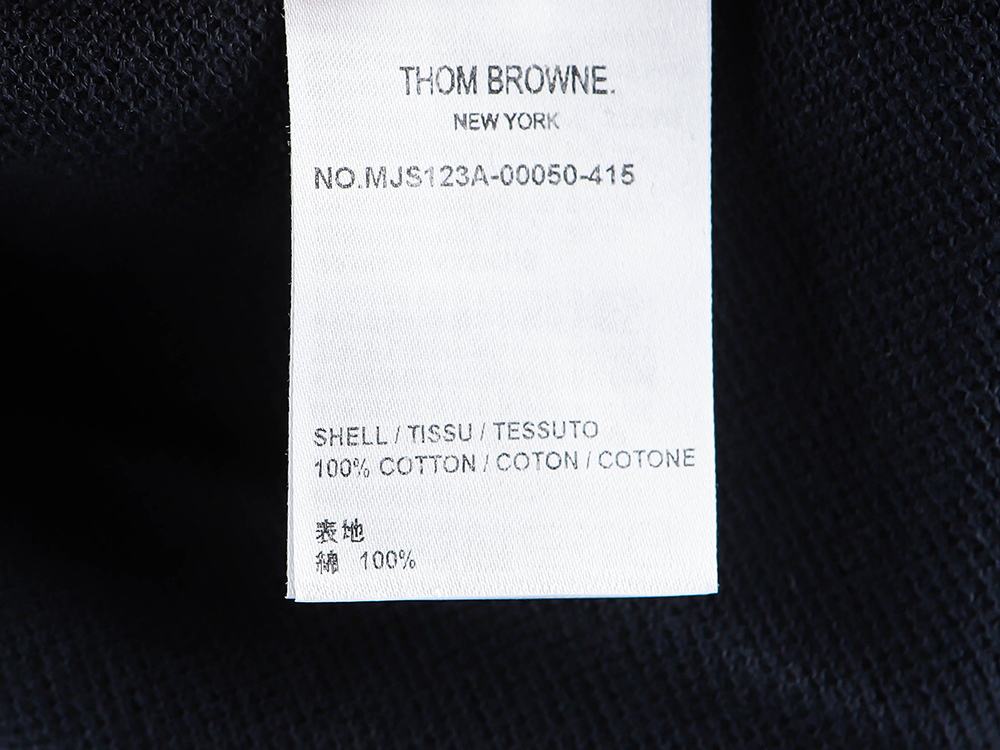 THOM BROWNE.
NEW YORK
NO.MJS123A-00050-415
SHELL / TISSU / TESSUTO
100% COTTON / COTON / COTONE
表地
綿 100%